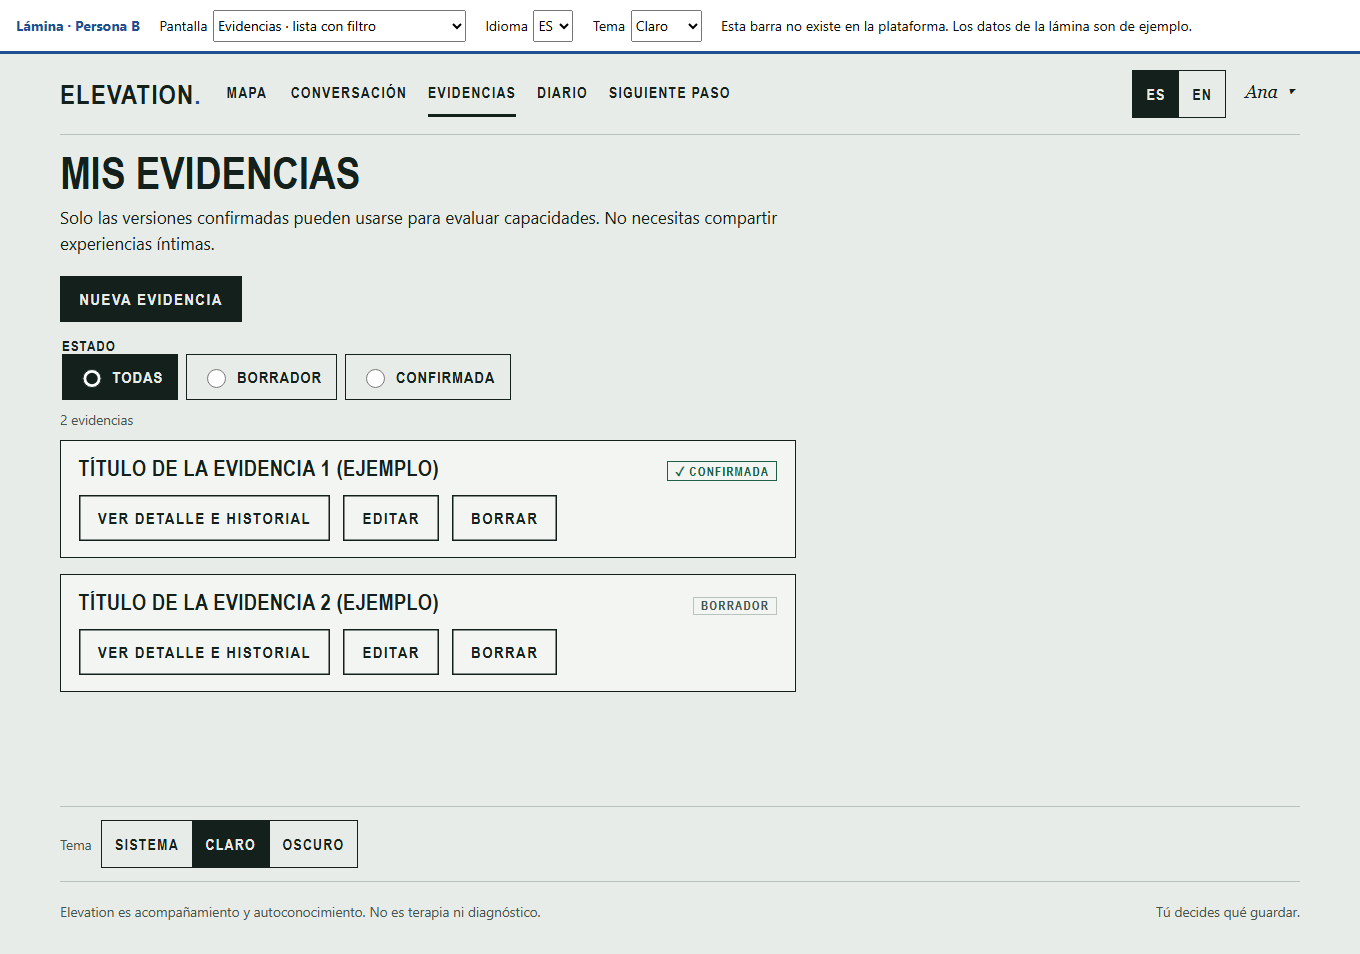 Lámina · Persona B Pantalla Evidencias · lista con filtro Idioma ES Tema Claro Esta barra no existe en la plataforma. Los datos de la lámina son de ejemplo.
ELEVATION. MAPA CONVERSACIÓN EVIDENCIAS DIARIO SIGUIENTE PASO ES EN Ana
MIS EVIDENCIAS
Solo las versiones confirmadas pueden usarse para evaluar capacidades. No necesitas compartir
experiencias íntimas.
NUEVA EVIDENCIA
ESTADO
TODAS BORRADOR CONFIRMADA
2 evidencias
TÍTULO DE LA EVIDENCIA 1 (EJEMPLO) ✓ CONFIRMADA
VER DETALLE E HISTORIAL EDITAR BORRAR
TÍTULO DE LA EVIDENCIA 2 (EJEMPLO) BORRADOR
VER DETALLE E HISTORIAL EDITAR BORRAR
Tema SISTEMA CLARO OSCURO
Elevation es acompañamiento y autoconocimiento. No es terapia ni diagnóstico. Tú decides qué guardar.